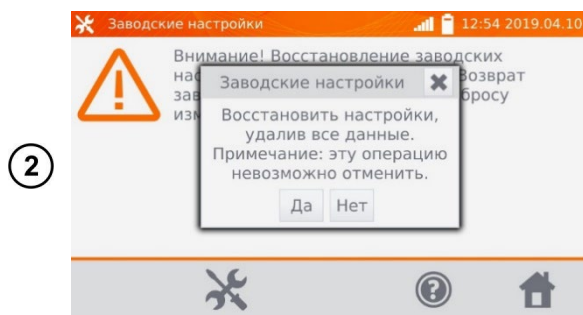 Заводские настройки 12:54 2019.04.10
Внимание! Восстановление заводских
Возврат
Заводские настройки
Восстановить настройки,
удалив все данные.
Примечание: эту операцию
невозможно отменить.
Да Нет
2